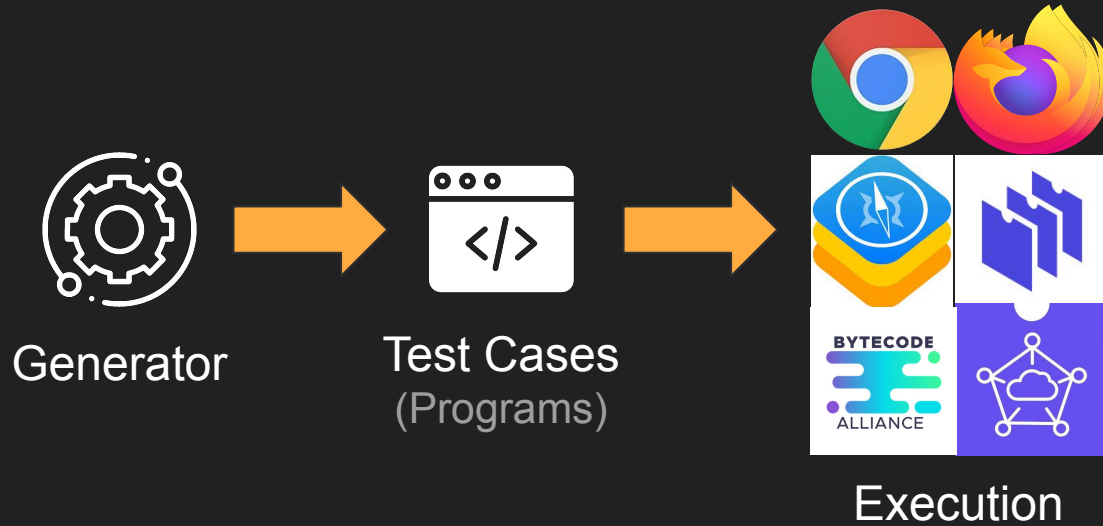 Generator
Test Cases
(Programs)
</>
BYTECODE
ALLIANCE
Execution